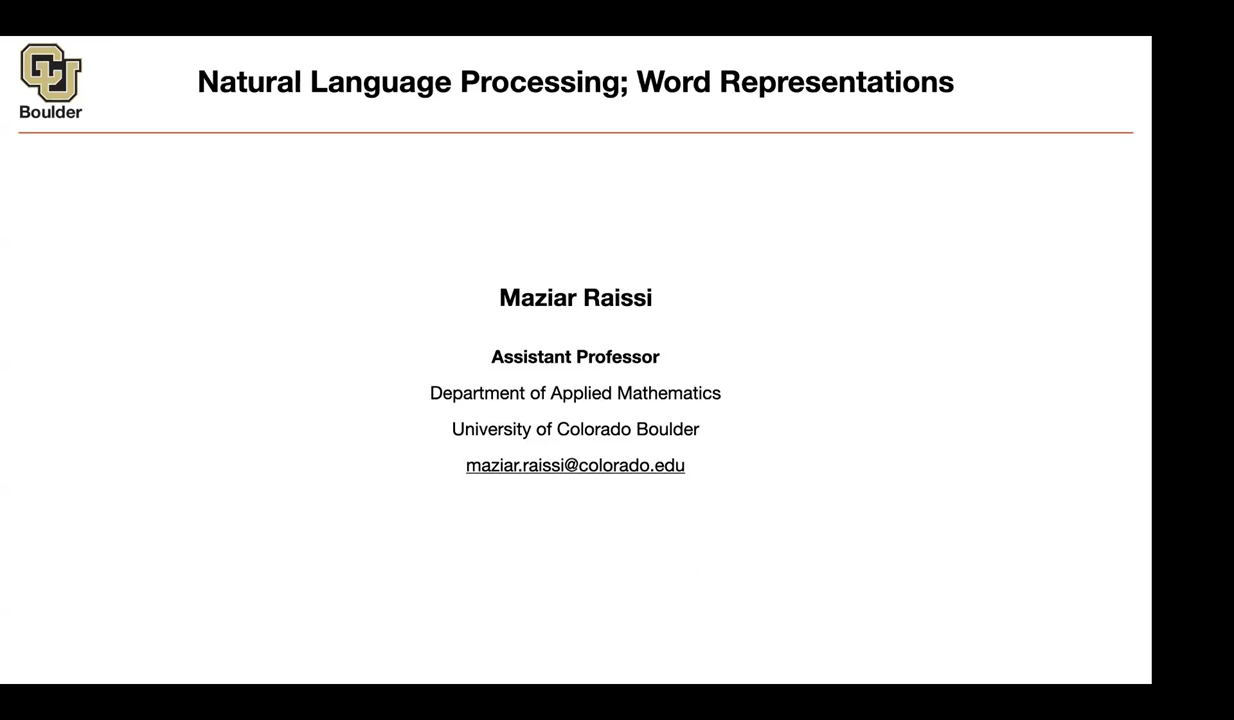 Boulder
Natural Language Processing; Word Representations
Maziar Raissi
Assistant Professor
Department of Applied Mathematics
University of Colorado Boulder
maziar.raissi@colorado.edu